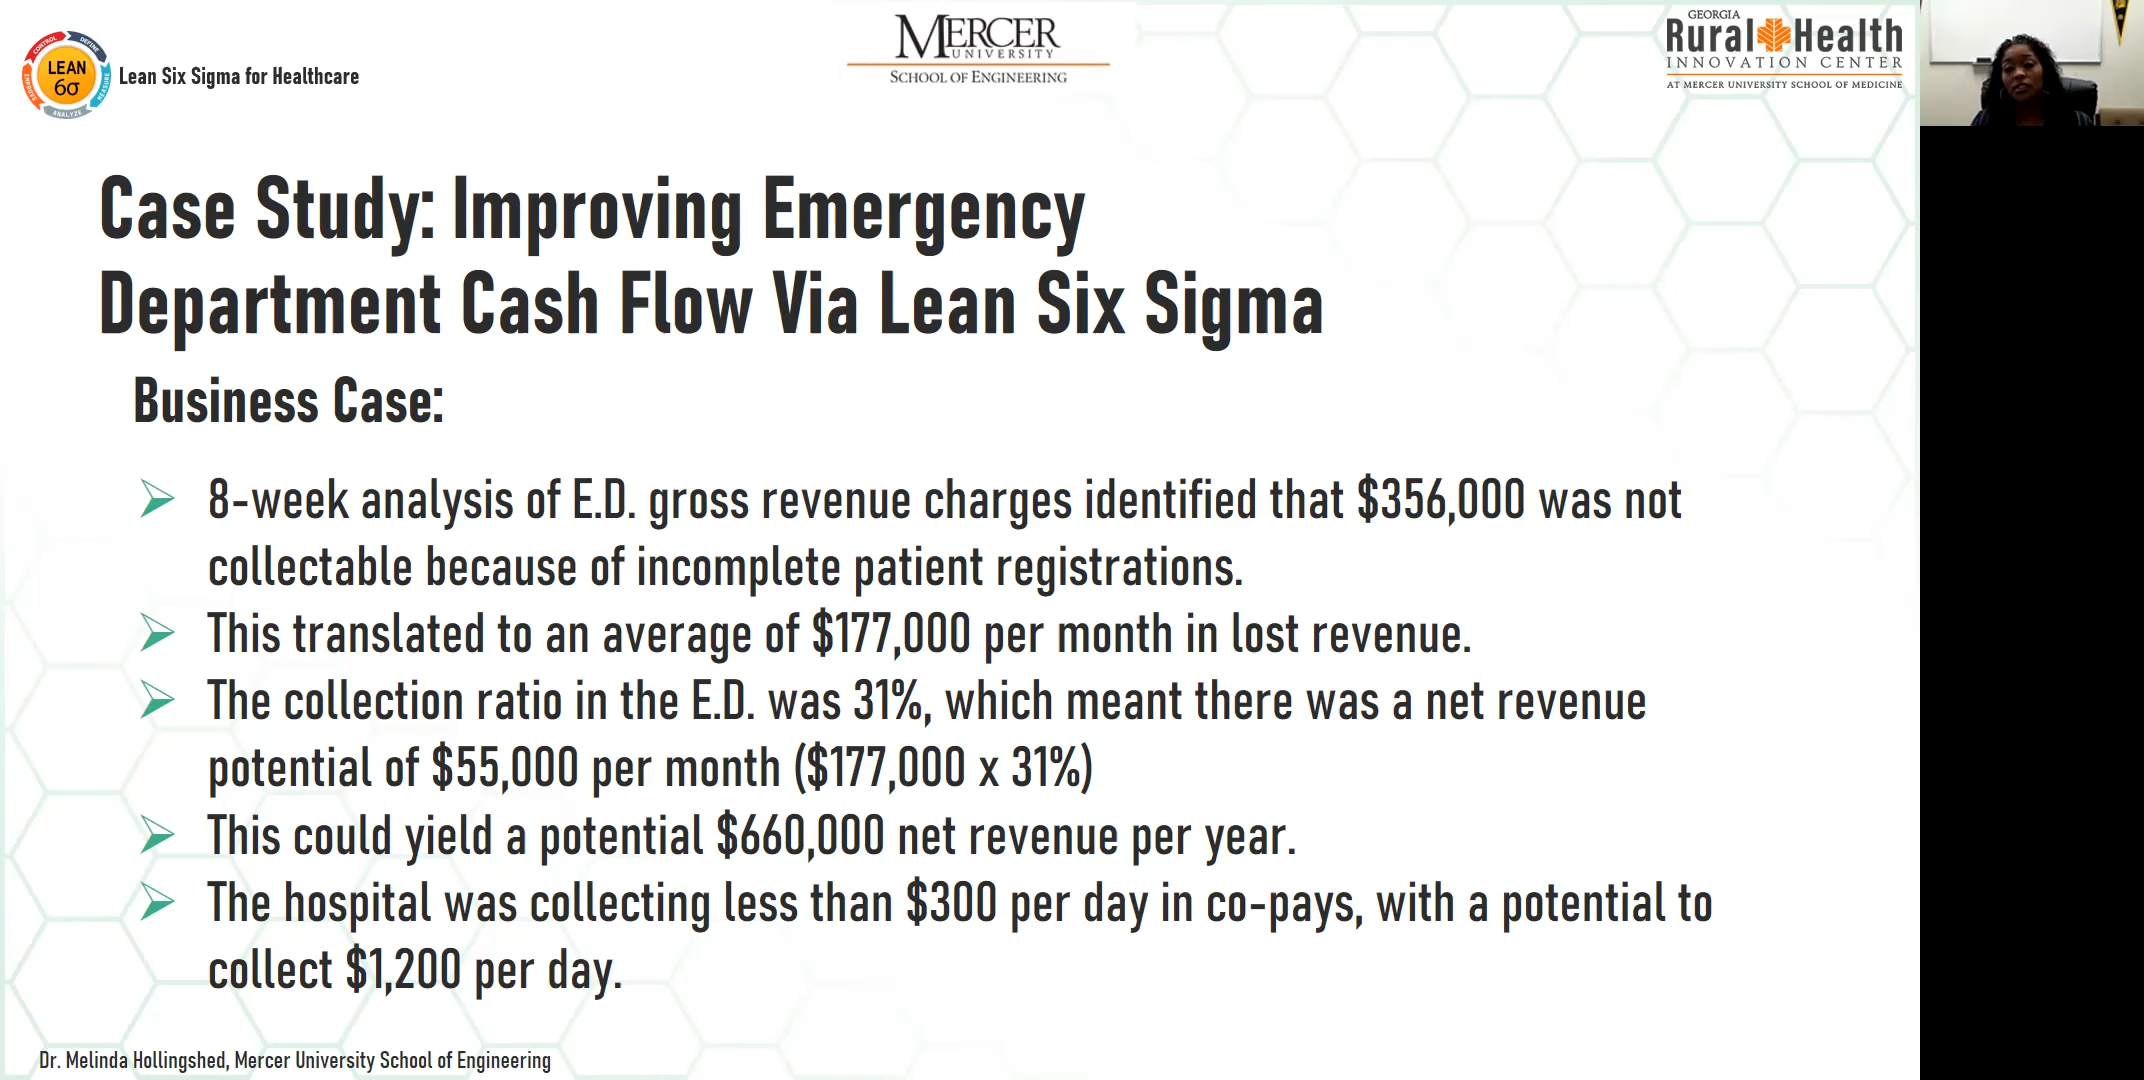 CONTROL
DEFINE
MEASURE
ANALYZE
IMPROVE
LEAN
6σ
Lean Six Sigma for Healthcare
MERCER
UNIVERSITY
SCHOOL OF ENGINEERING
GEORGIA
Rural Health
INNOVATION CENTER
AT MERCER UNIVERSITY SCHOOL OF MEDICINE
Case Study: Improving Emergency
Department Cash Flow Via Lean Six Sigma
Business Case:
8-week analysis of E.D. gross revenue charges identified that $356,000 was not
collectable because of incomplete patient registrations.
This translated to an average of $177,000 per month in lost revenue.
The collection ratio in the E.D. was 31%, which meant there was a net revenue
potential of $55,000 per month ($177,000 x 31%)
This could yield a potential $660,000 net revenue per year.
The hospital was collecting less than $300 per day in co-pays, with a potential to
collect $1,200 per day.
Dr. Melinda Hollingshed, Mercer University School of Engineering